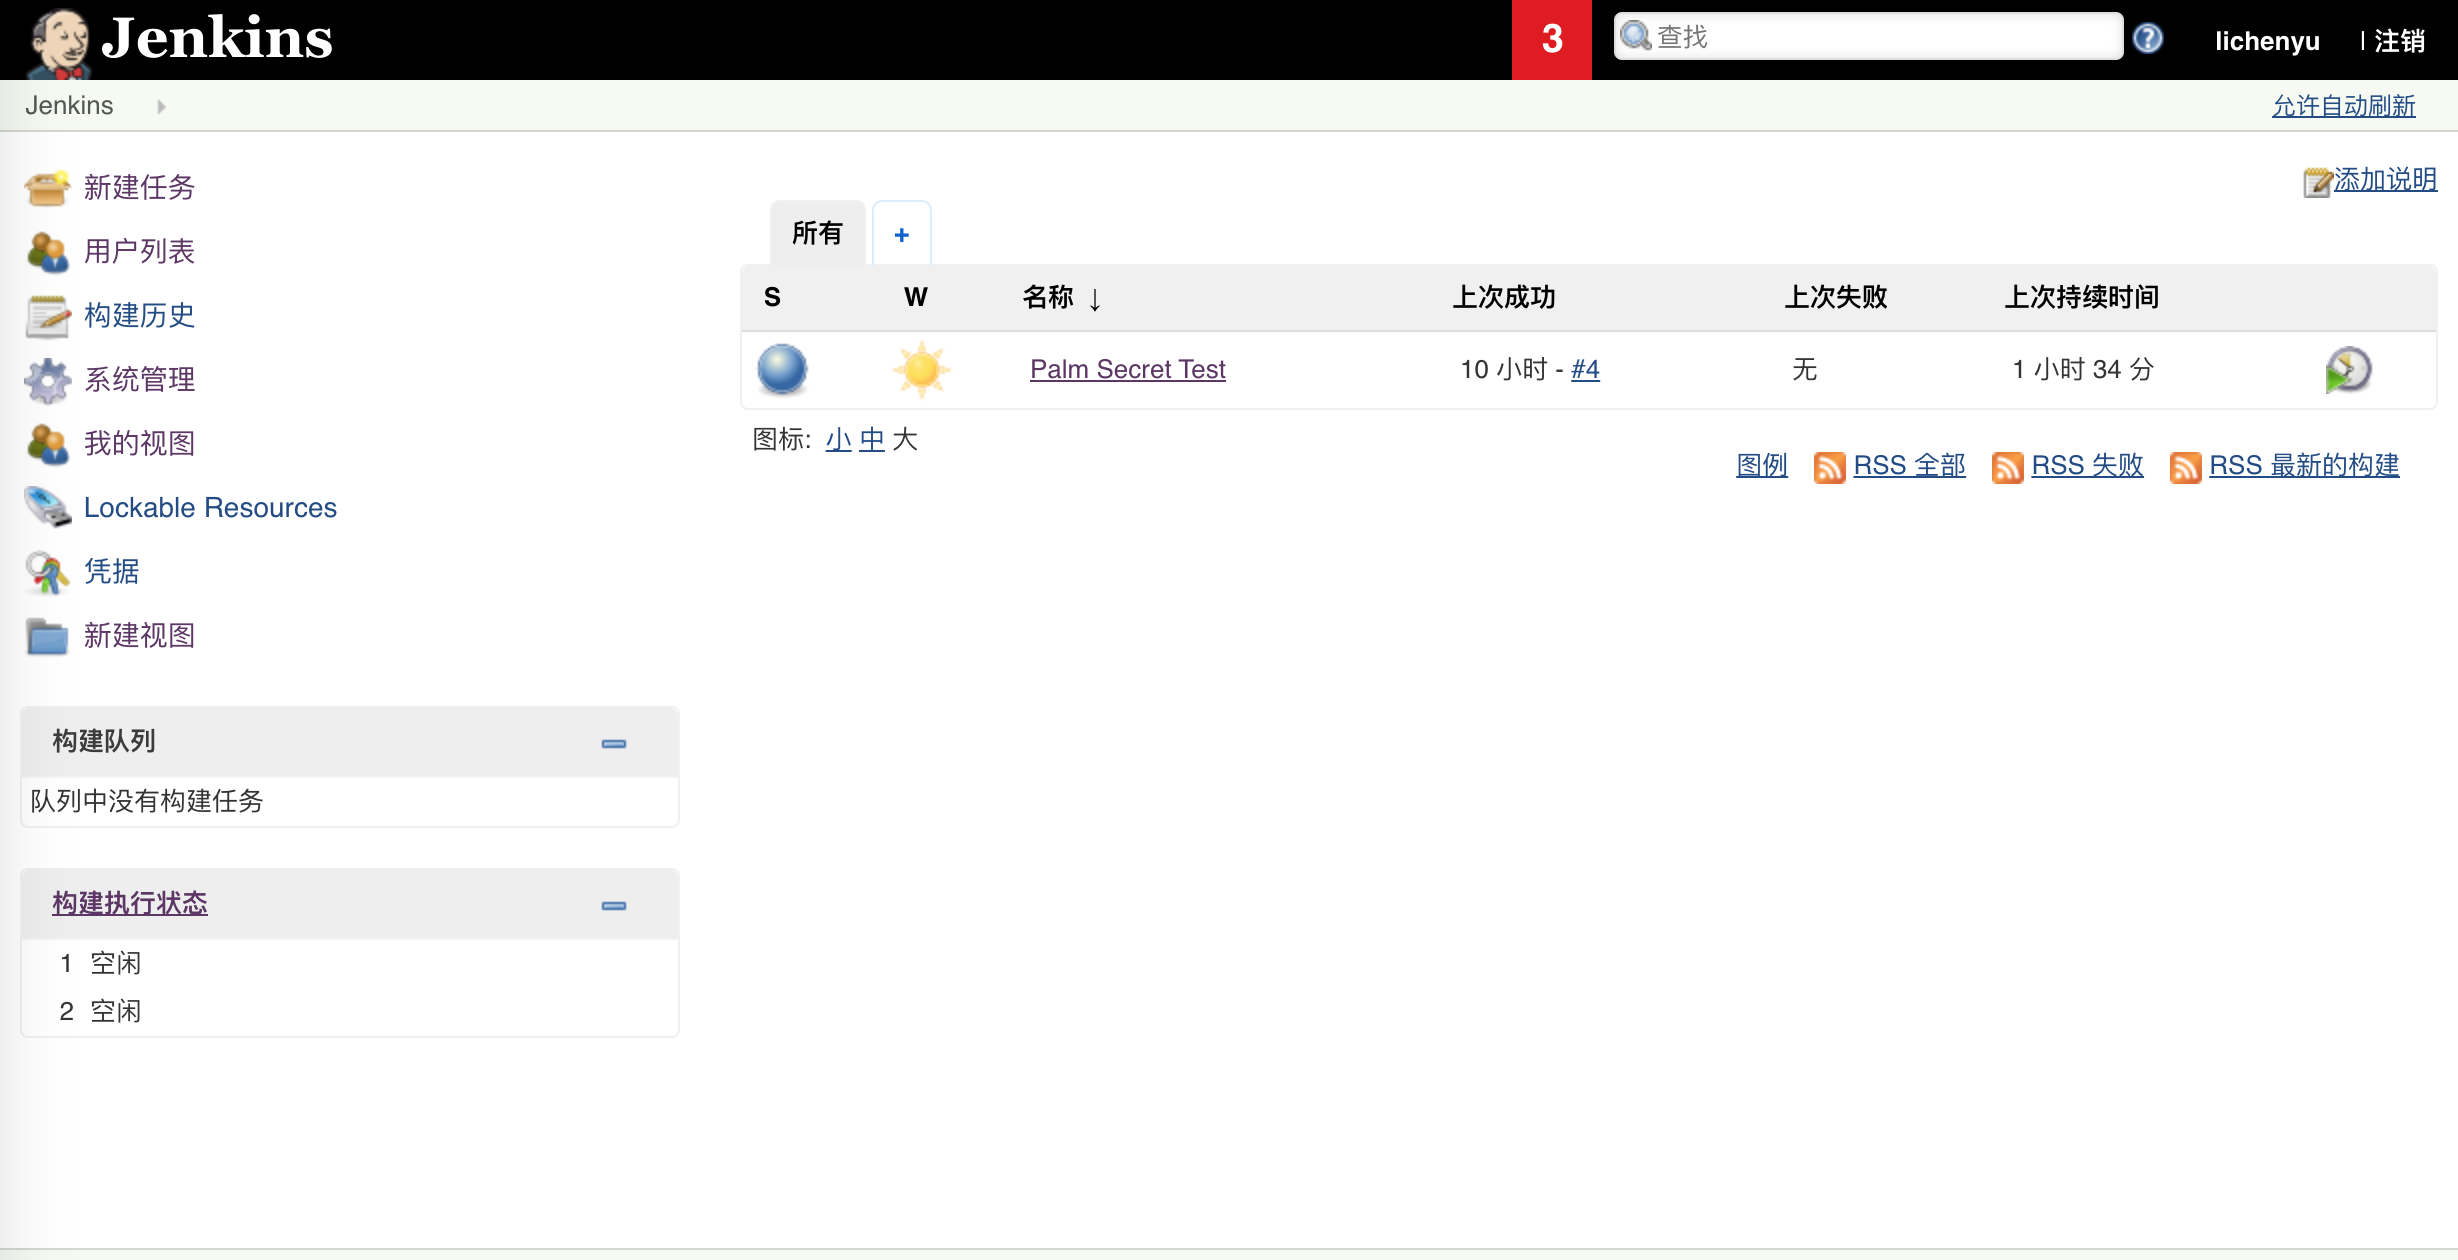 Jenkins
3
查找
lichenyu
| 注销
Jenkins
允许自动刷新
新建任务
用户列表
构建历史
系统管理
我的视图
Lockable Resources
凭据
新建视图
构建队列
队列中没有构建任务
构建执行状态
1 空闲
2 空闲
添加说明
所有 +
S W 名称 ↓ 上次成功 上次失败 上次持续时间
Palm Secret Test 10 小时 - #4 无 1 小时 34 分
图标: 小 中 大
图例 RSS 全部 RSS 失败 RSS 最新的构建